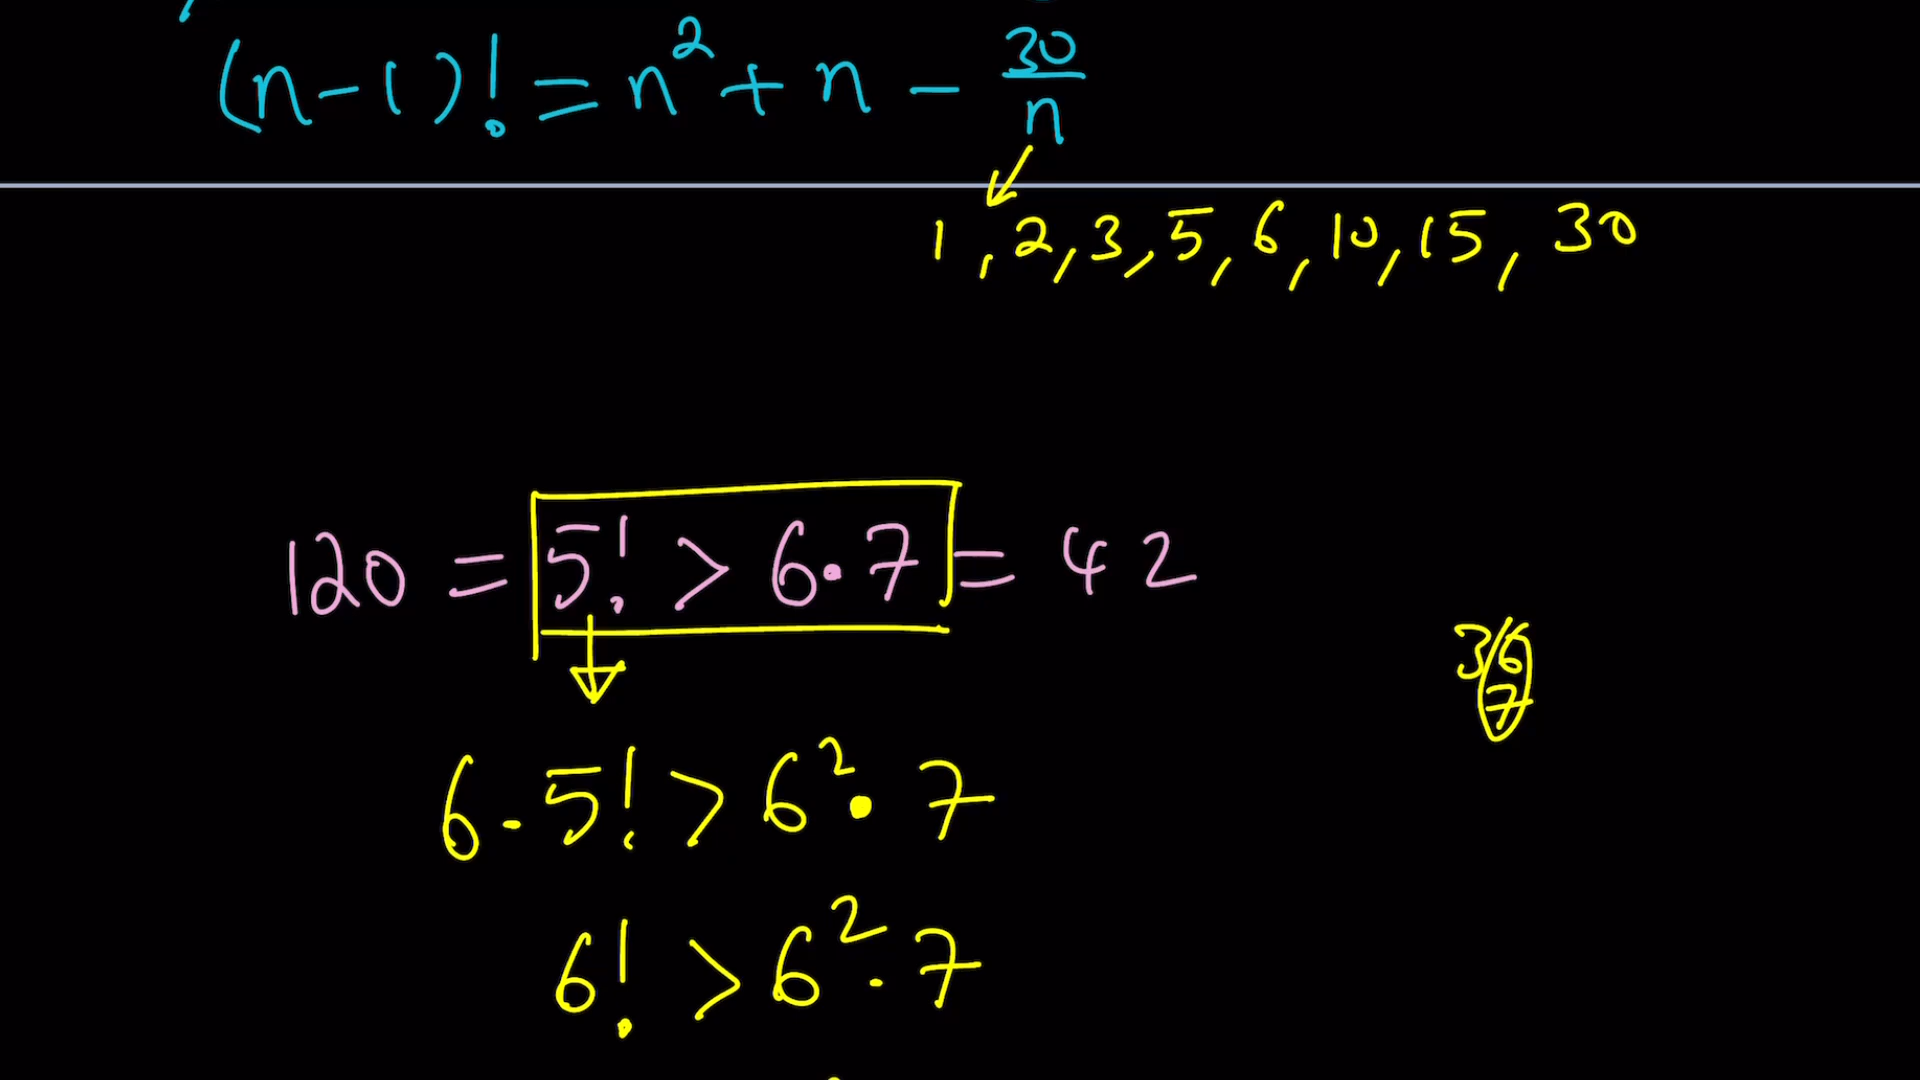 (n-1)! = n² + n - 30/n
1, 2, 3, 5, 6, 10, 15, 30
120 = 5! > 6·7 = 42
36
7
6·5! > 6²·7
6! > 6²·7